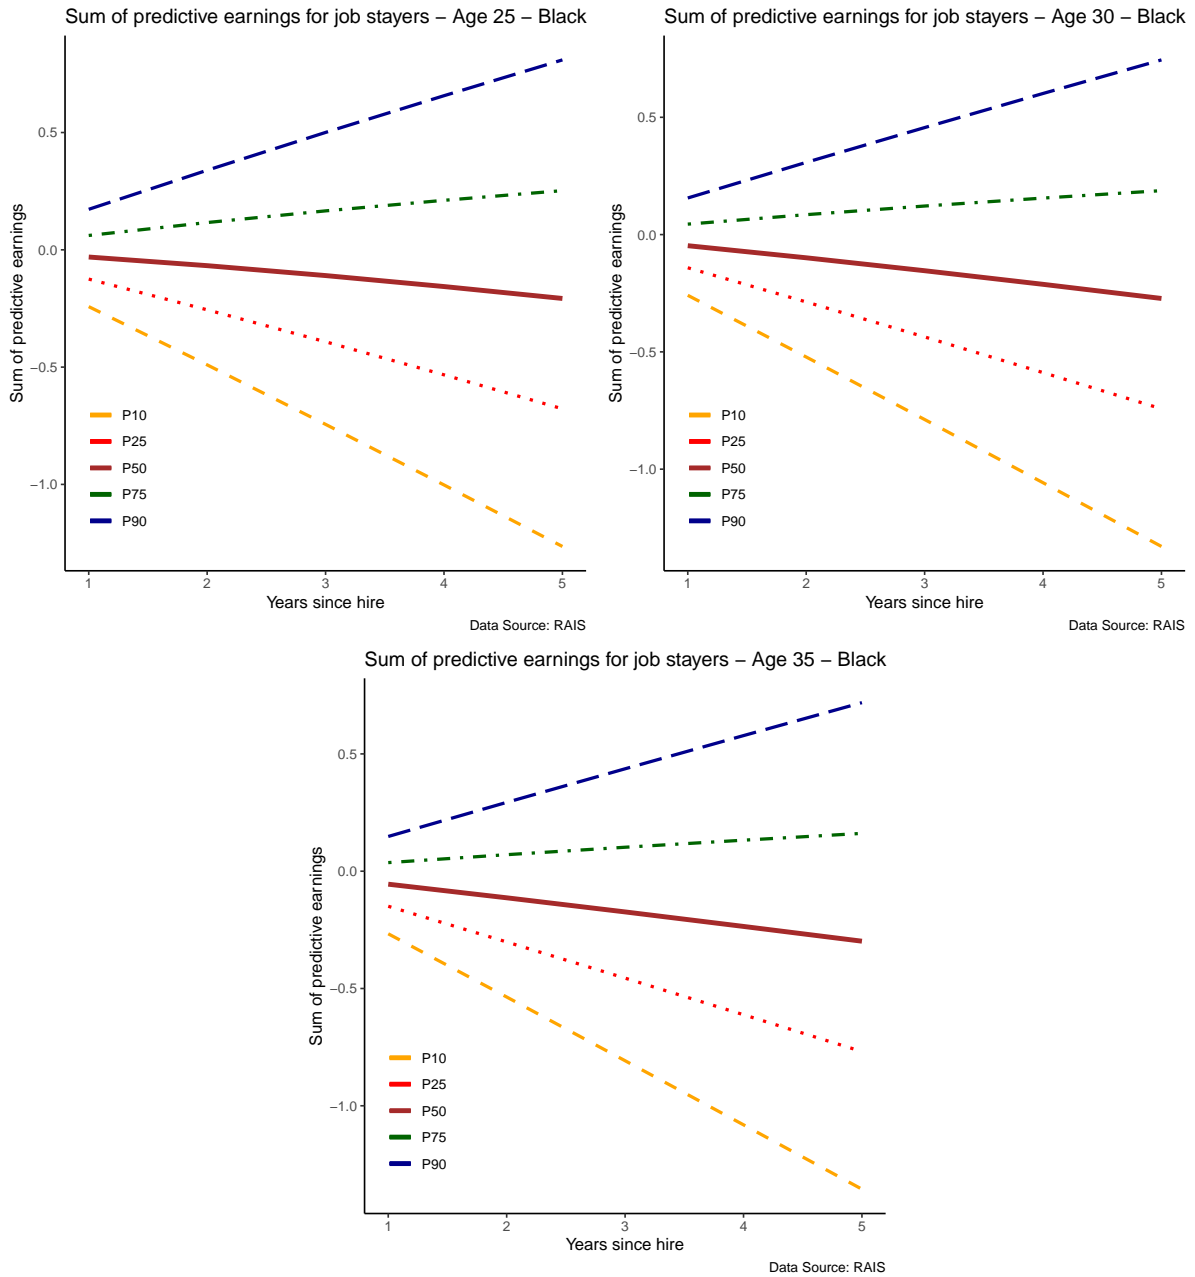 Sum of predictive earnings for job stayers – Age 25 – Black
Sum of predictive earnings
0.5
0.0
−0.5
−1.0
P10
P25
P50
P75
P90
1 2 3 4 5
Years since hire
Data Source: RAIS
Sum of predictive earnings for job stayers – Age 30 – Black
Sum of predictive earnings
0.5
0.0
−0.5
−1.0
P10
P25
P50
P75
P90
1 2 3 4 5
Years since hire
Data Source: RAIS
Sum of predictive earnings for job stayers – Age 35 – Black
Sum of predictive earnings
0.5
0.0
−0.5
−1.0
P10
P25
P50
P75
P90
1 2 3 4 5
Years since hire
Data Source: RAIS